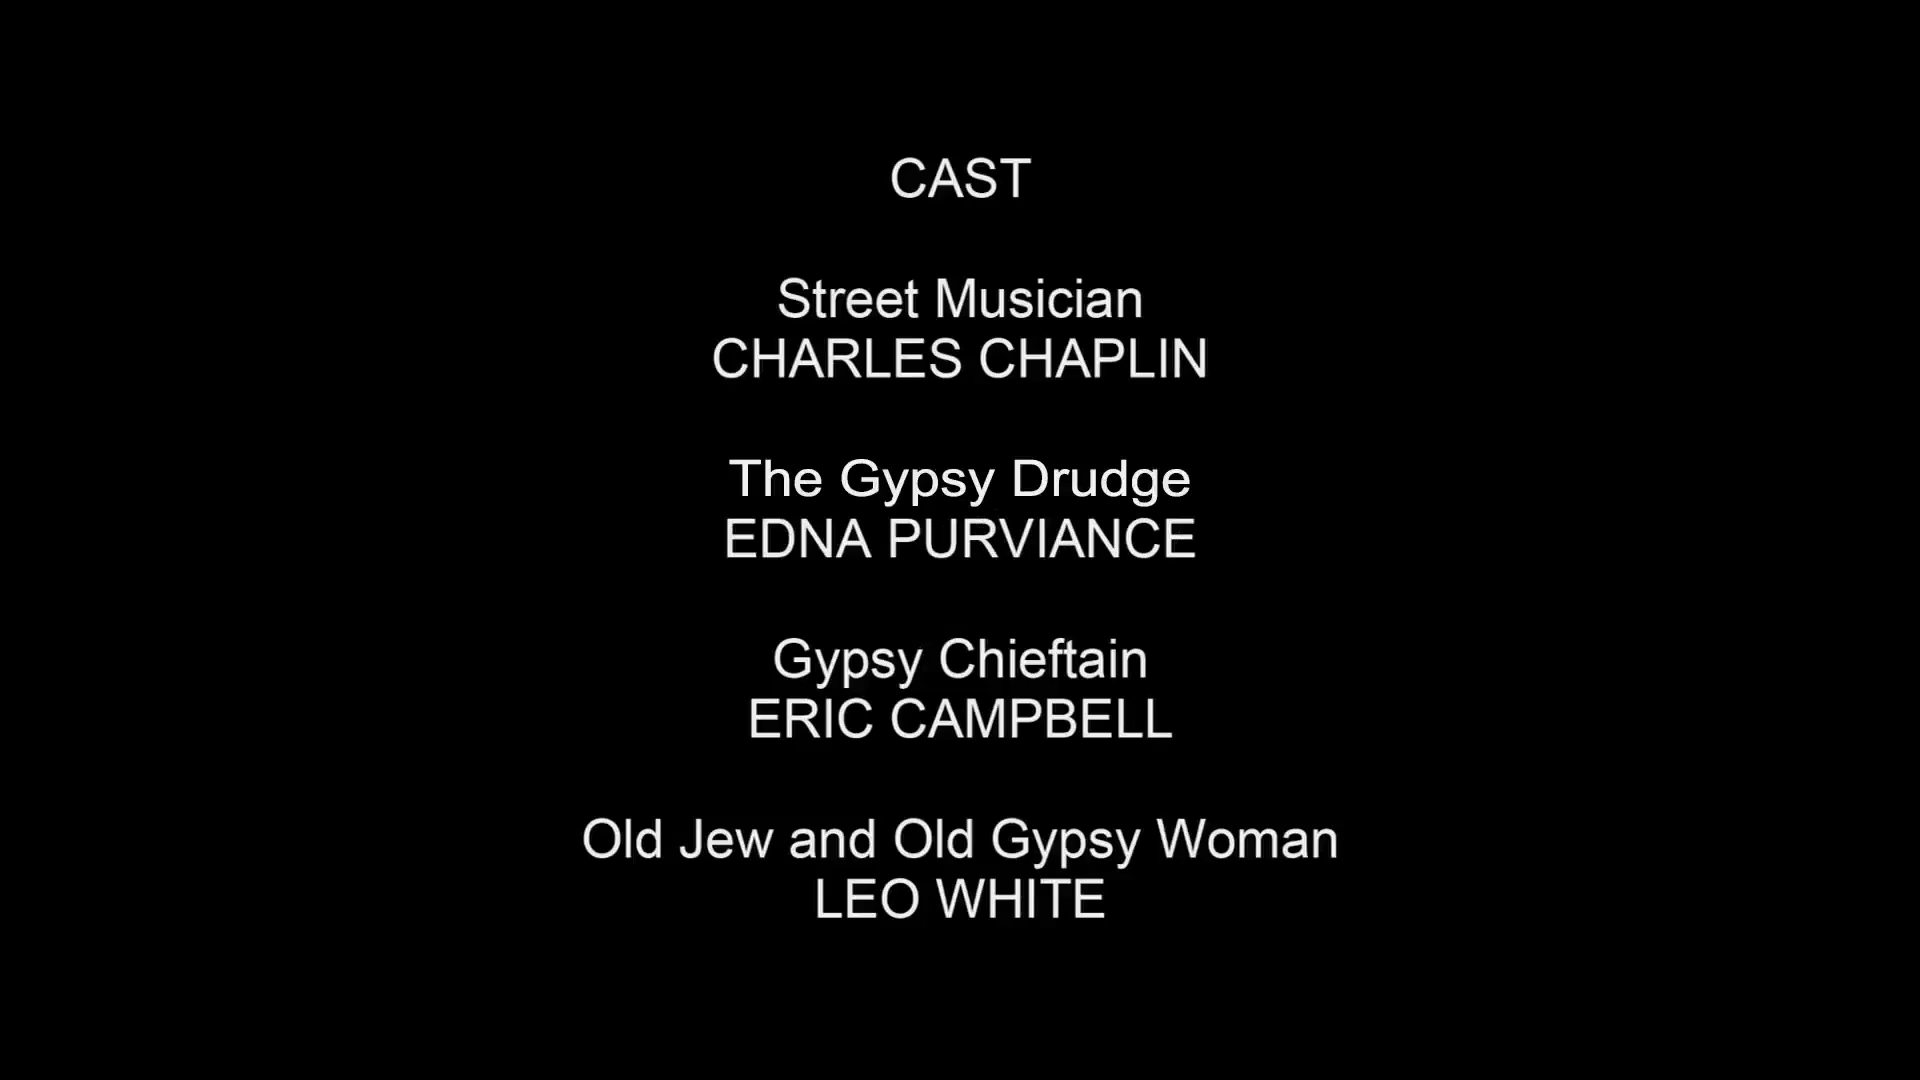 CAST
Street Musician
CHARLES CHAPLIN
The Gypsy Drudge
EDNA PURVIANCE
Gypsy Chieftain
ERIC CAMPBELL
Old Jew and Old Gypsy Woman
LEO WHITE